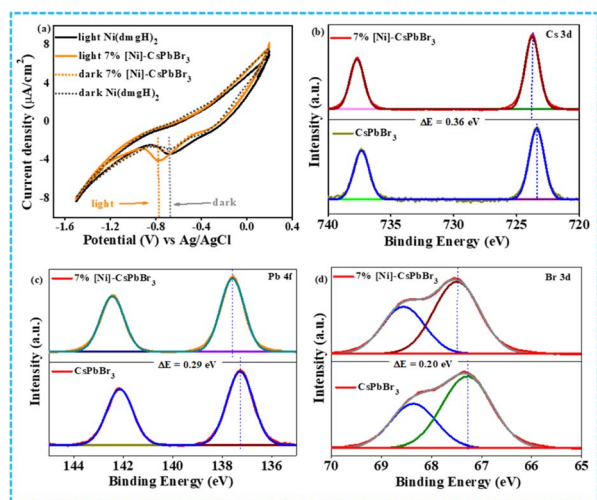 (a)
light Ni(dmgH)2
light 7% [Ni]-CsPbBr3
dark 7% [Ni]-CsPbBr3
dark Ni(dmgH)2
Current density (μA/cm²)
8
4
0
-4
-8
light
dark
-1.6 -1.2 -0.8 -0.4 0.0 0.4
Potential (V) vs Ag/AgCl
(b)
Cs 3d
7% [Ni]-CsPbBr3
ΔE = 0.36 eV
CsPbBr3
Intensity (a.u.)
740 735 730 725 720
Binding Energy (eV)
(c)
Pb 4f
7% [Ni]-CsPbBr3
ΔE = 0.29 eV
CsPbBr3
Intensity (a.u.)
144 142 140 138 136
Binding Energy (eV)
(d)
Br 3d
7% [Ni]-CsPbBr3
ΔE = 0.20 eV
CsPbBr3
Intensity (a.u.)
70 69 68 67 66 65
Binding Energy (eV)